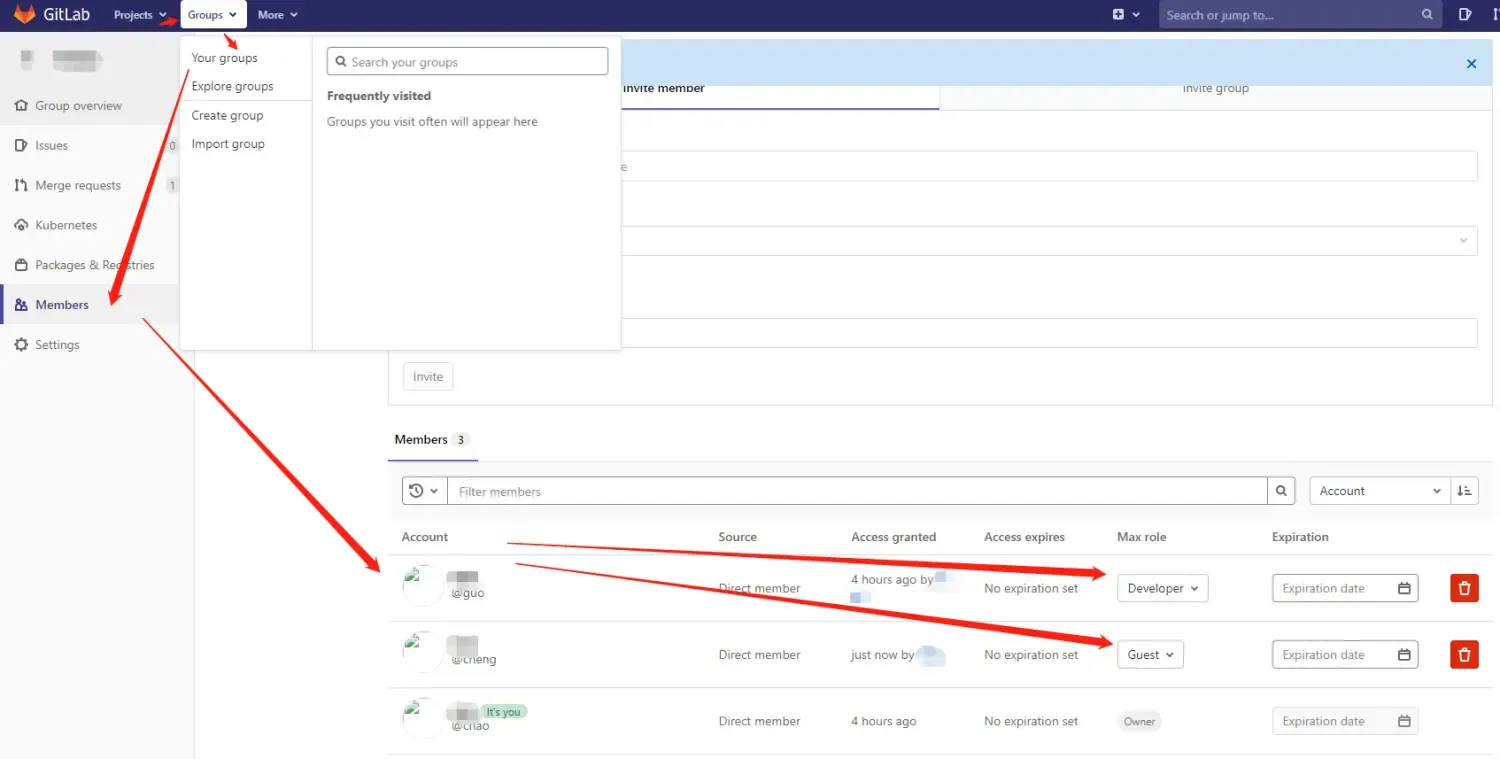 GitLab Projects Groups More Search or jump to...
Your groups
Explore groups
Create group
Import group
Search your groups
Frequently visited
Groups you visit often will appear here
Invite member Invite group
Group overview
Issues 0
Merge requests 1
Kubernetes
Packages & Registries
Members
Settings
e
Invite
Members 3
Filter members Account
Account Source Access granted Access expires Max role Expiration
@guo Direct member 4 hours ago by No expiration set Developer Expiration date
@cheng Direct member just now by No expiration set Guest Expiration date
It's you
@chao Direct member 4 hours ago No expiration set Owner Expiration date